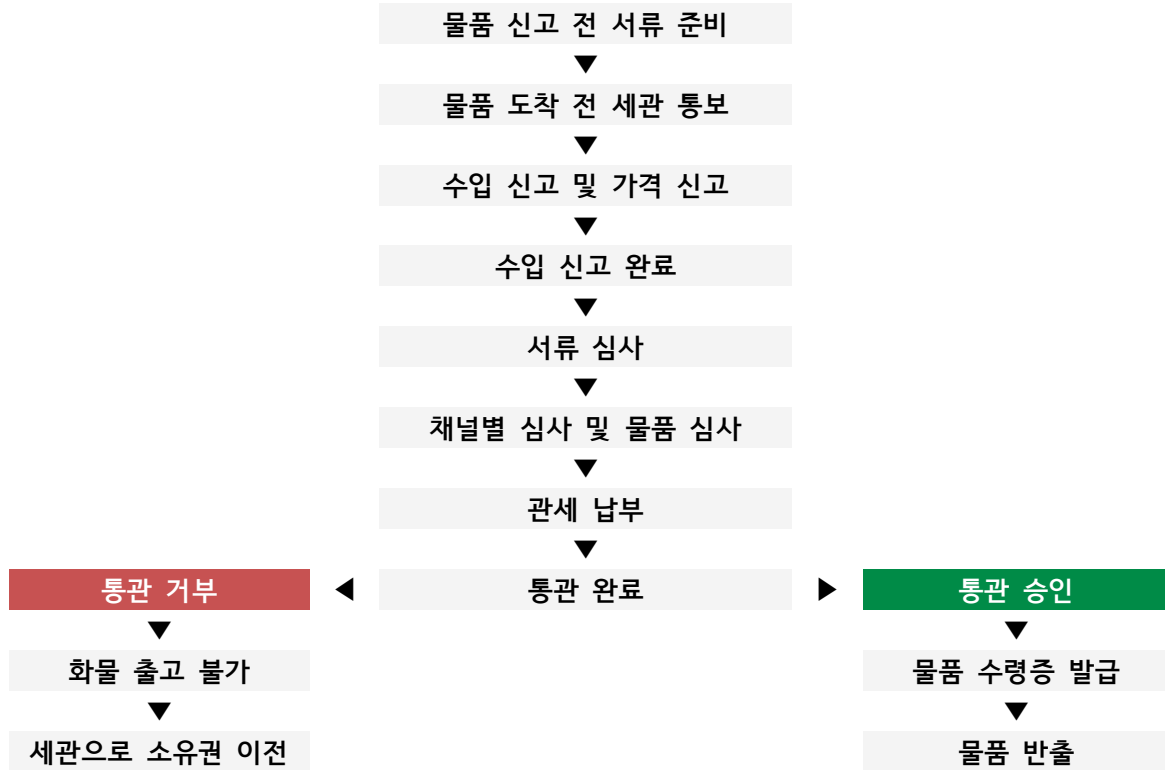 물품 신고 전 서류 준비
▼
물품 도착 전 세관 통보
▼
수입 신고 및 가격 신고
▼
수입 신고 완료
▼
서류 심사
▼
채널별 심사 및 물품 심사
▼
관세 납부
▼
통관 거부 ◀ 통관 완료 ▶ 통관 승인
▼ ▼
화물 출고 불가 물품 수령증 발급
▼ ▼
세관으로 소유권 이전 물품 반출